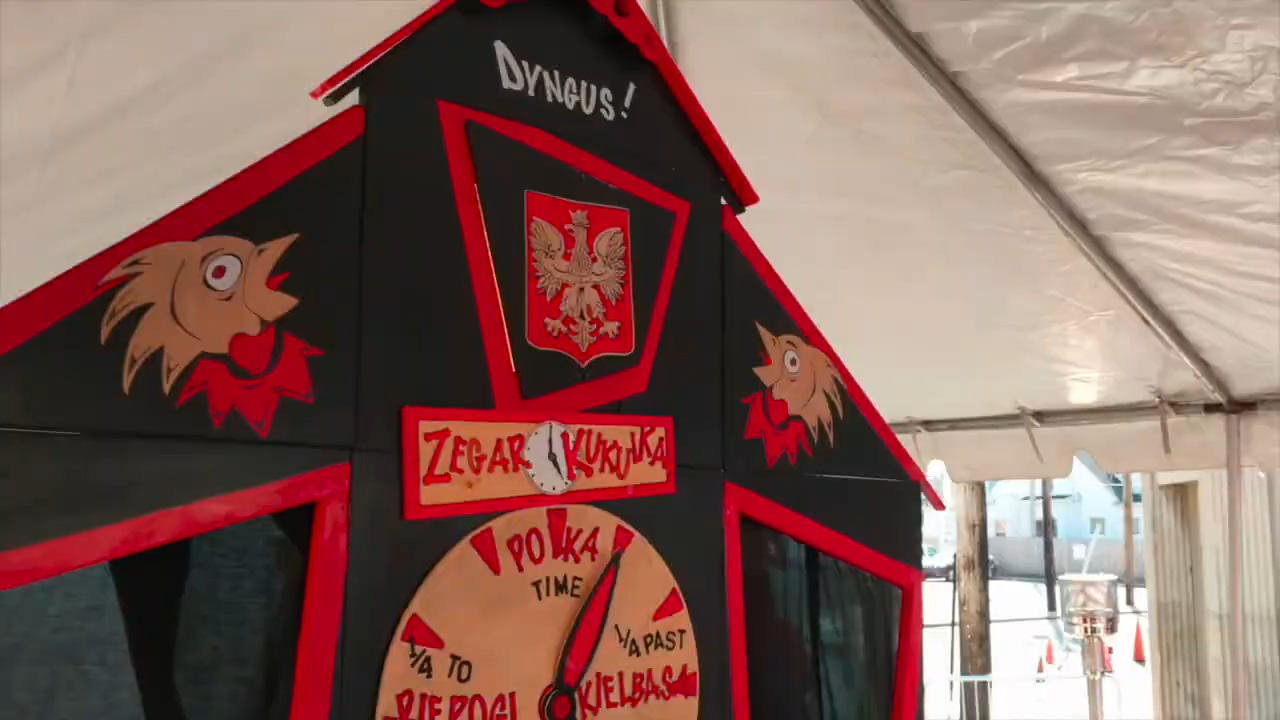 DYNGUS!
ZEGAR KUKUŁKA
POLKA
TIME
1/4 PAST
KIELBASA
1/4 TO
PIEROGI